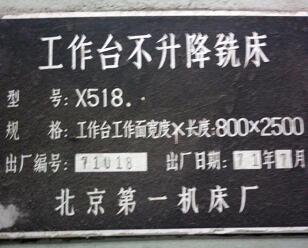 工作台不升降铣床
型 号: X518..
规 格: 工作台工作面宽度×长度: 800×2500
出厂编号: 71018 出厂日期: 71年7月
北京第一机床厂